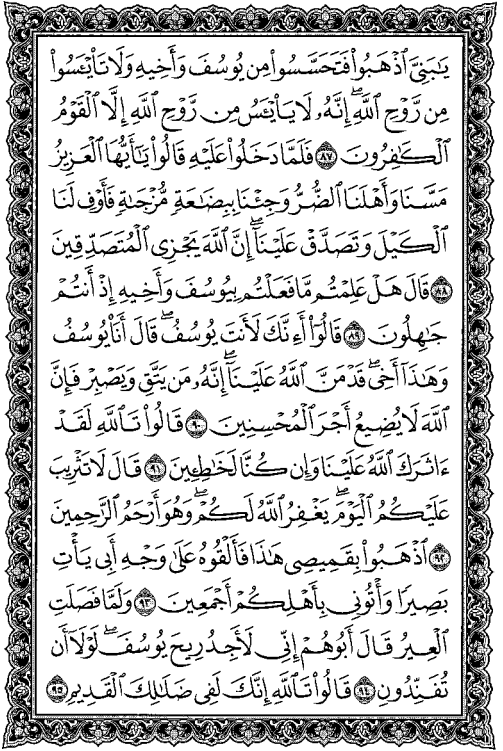 يَٰبَنِىَّ ٱذْهَبُوا۟ فَتَحَسَّسُوا۟ مِن يُوسُفَ وَأَخِيهِ وَلَا تَا۟يْـَٔسُوا۟
مِن رَّوْحِ ٱللَّهِ ۖ إِنَّهُۥ لَا يَا۟يْـَٔسُ مِن رَّوْحِ ٱللَّهِ إِلَّا ٱلْقَوْمُ
ٱلْكَٰفِرُونَ ٨٧ فَلَمَّا دَخَلُوا۟ عَلَيْهِ قَالُوا۟ يَٰٓأَيُّهَا ٱلْعَزِيزُ
مَسَّنَا وَأَهْلَنَا ٱلضُّرُّ وَجِئْنَا بِبِضَٰعَةٍ مُّزْجَىٰةٍ فَأَوْفِ لَنَا
ٱلْكَيْلَ وَتَصَدَّقْ عَلَيْنَآ ۖ إِنَّ ٱللَّهَ يَجْزِى ٱلْمُتَصَدِّقِينَ
٨٨ قَالَ هَلْ عَلِمْتُم مَّا فَعَلْتُم بِيُوسُفَ وَأَخِيهِ إِذْ أَنتُمْ
جَٰهِلُونَ ٨٩ قَالُوٓا۟ أَءِنَّكَ لَأَنتَ يُوسُفُ ۖ قَالَ أَنَا۠ يُوسُفُ
وَهَٰذَآ أَخِى ۖ قَدْ مَنَّ ٱللَّهُ عَلَيْنَآ ۖ إِنَّهُۥ مَن يَتَّقِ وَيَصْبِرْ فَإِنَّ
ٱللَّهَ لَا يُضِيعُ أَجْرَ ٱلْمُحْسِنِينَ ٩٠ قَالُوا۟ تَٱللَّهِ لَقَدْ
ءَاثَرَكَ ٱللَّهُ عَلَيْنَا وَإِن كُنَّا لَخَٰطِـِٔينَ ٩١ قَالَ لَا تَثْرِيبَ
عَلَيْكُمُ ٱلْيَوْمَ ۖ يَغْفِرُ ٱللَّهُ لَكُمْ ۖ وَهُوَ أَرْحَمُ ٱلرَّٰحِمِينَ
٩٢ ٱذْهَبُوا۟ بِقَمِيصِى هَٰذَا فَأَلْقُوهُ عَلَىٰ وَجْهِ أَبِى يَأْتِ
بَصِيرًا وَأْتُونِى بِأَهْلِكُمْ أَجْمَعِينَ ٩٣ وَلَمَّا فَصَلَتِ
ٱلْعِيرُ قَالَ أَبُوهُمْ إِنِّى لَأَجِدُ رِيحَ يُوسُفَ ۖ لَوْلَآ أَن
تُفَنِّدُونِ ٩٤ قَالُوا۟ تَٱللَّهِ إِنَّكَ لَفِى ضَلَٰلِكَ ٱلْقَدِيمِ ٩٥